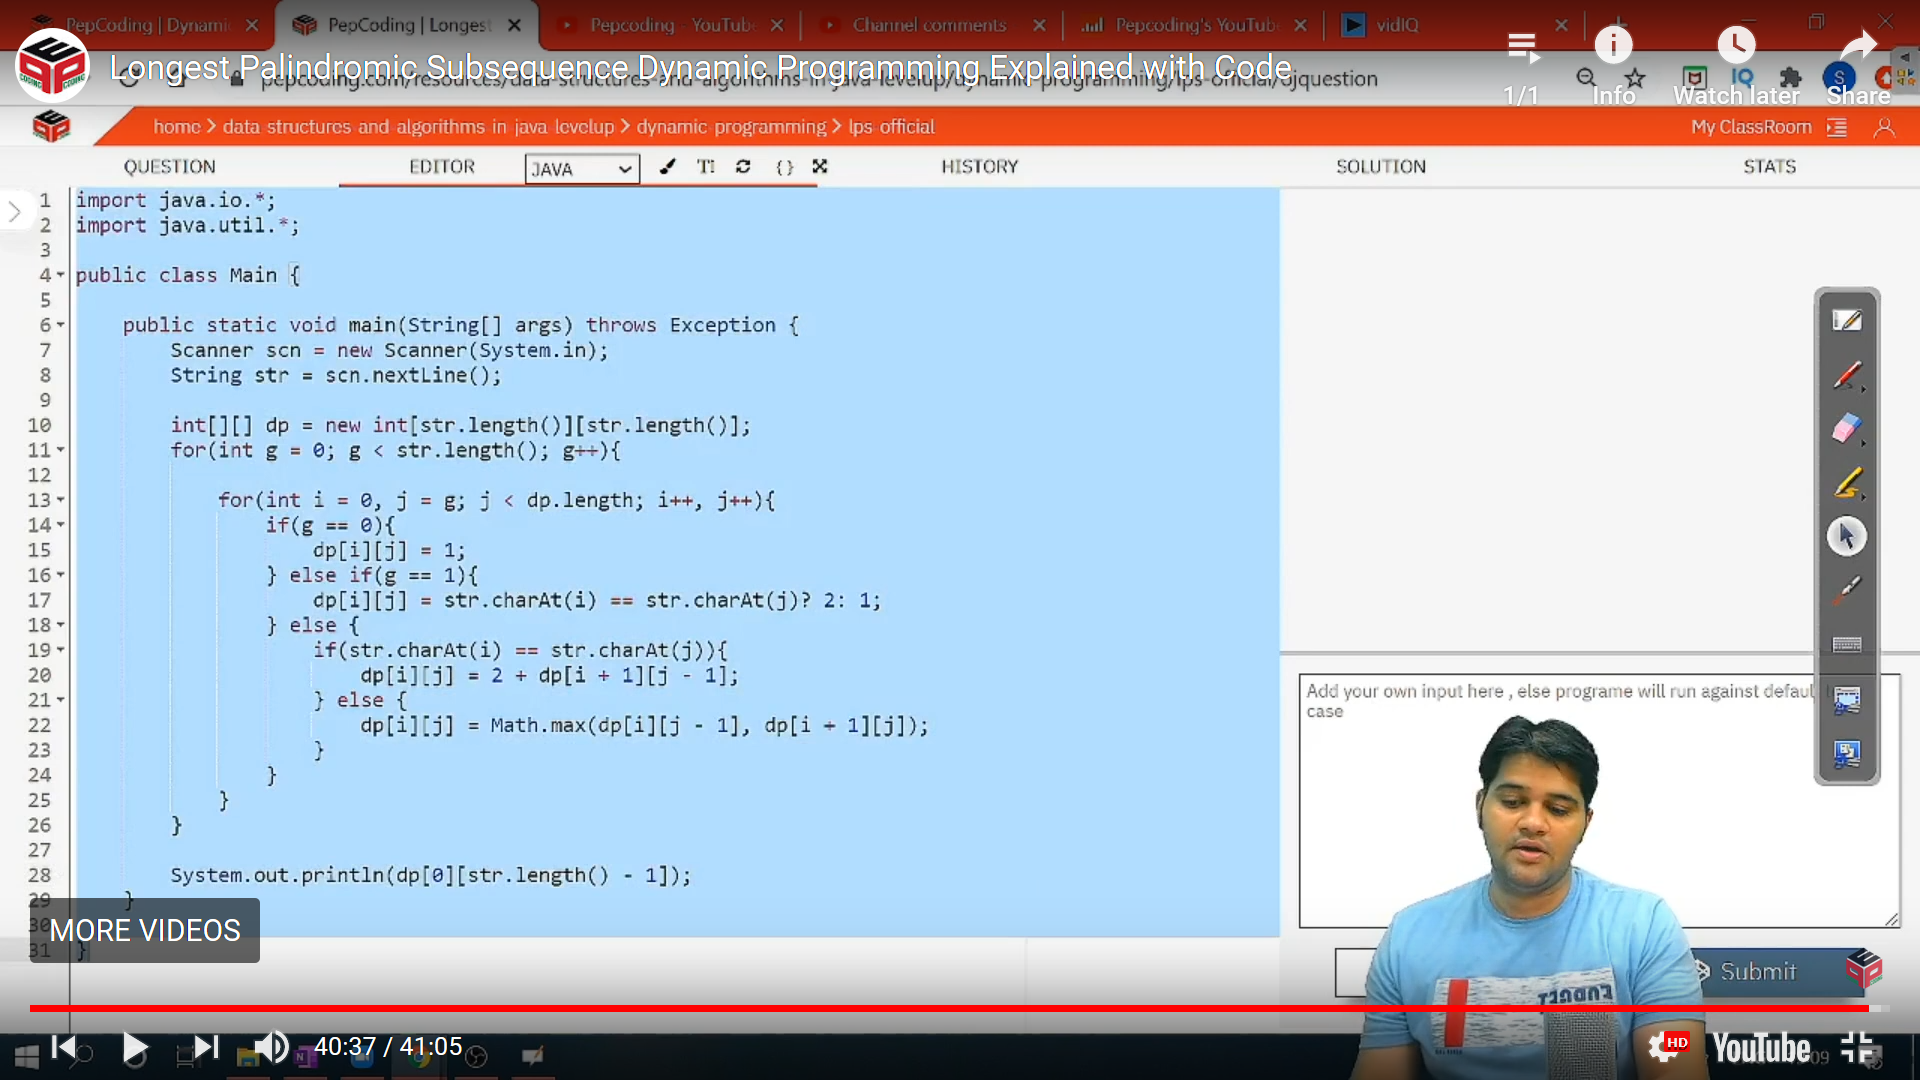 PepCoding | Dynamic
PepCoding | Longest
Pepcoding - YouTube
Channel comments
Pepcoding's YouTube
vidIQ
Longest Palindromic Subsequence Dynamic Programming Explained with Code
pepcoding.com/resources/data-structures-and-algorithms-in-java-levelup/dynamic-programming/lps-official/ojquestion
1/1
Info
Watch later
Share
home > data structures and algorithms in java levelup > dynamic programming > lps official
My ClassRoom
QUESTION
EDITOR
JAVA
HISTORY
SOLUTION
STATS
1 import java.io.*;
2 import java.util.*;
3
4 public class Main {
5
6 public static void main(String[] args) throws Exception {
7 Scanner scn = new Scanner(System.in);
8 String str = scn.nextLine();
9
10 int[][] dp = new int[str.length()][str.length()];
11 for(int g = 0; g < str.length(); g++){
12
13 for(int i = 0, j = g; j < dp.length; i++, j++){
14 if(g == 0){
15 dp[i][j] = 1;
16 } else if(g == 1){
17 dp[i][j] = str.charAt(i) == str.charAt(j)? 2: 1;
18 } else {
19 if(str.charAt(i) == str.charAt(j)){
20 dp[i][j] = 2 + dp[i + 1][j - 1];
21 } else {
22 dp[i][j] = Math.max(dp[i][j - 1], dp[i + 1][j]);
23 }
24 }
25 }
26 }
27
28 System.out.println(dp[0][str.length() - 1]);
29 }
30
31 }
Add your own input here , else programe will run against
case
MORE VIDEOS
Submit
40:37 / 41:05
HD
YouTube